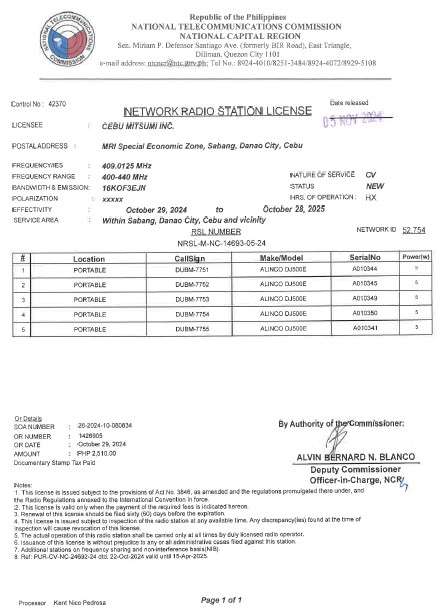 Republic of the Philippines
NATIONAL TELECOMMUNICATIONS COMMISSION
NATIONAL CAPITAL REGION
Sen. Miriam P. Defensor Santiago Ave. (formerly BIR Road), East Triangle,
Diliman, Quezon City 1101
e-mail address: ntcncr@ntc.gov.ph; Tel No.: 8924-4010/8251-3484/8924-4072/8929-5108
Control No : 42370
Date released
NETWORK RADIO STATION LICENSE
05 NOV 2024
LICENSEE : CEBU MITSUMI INC.
POSTAL ADDRESS : MRI Special Economic Zone, Sabang, Danao City, Cebu
FREQUENCY/IES : 409.0125 MHz
FREQUENCY RANGE : 400-440 MHz NATURE OF SERVICE CV
BANDWIDTH & EMISSION: 16KOF3EJN STATUS NEW
POLARIZATION : xxxxx HRS. OF OPERATION : HX
EFFECTIVITY : October 29, 2024 to October 28, 2025
SERVICE AREA : Within Sabang, Danao City, Cebu and vicinity
RSL NUMBER NETWORK ID 52,754
NRSL-M-NC-14693-05-24
# Location CallSign Make/Model SerialNo Power(w)
1 PORTABLE DUBM-7751 ALINCO DJ500E A010344 5
2 PORTABLE DUBM-7752 ALINCO DJ500E A010345 5
3 PORTABLE DUBM-7753 ALINCO DJ500E A010349 5
4 PORTABLE DUBM-7754 ALINCO DJ500E A010350 5
5 PORTABLE DUBM-7755 ALINCO DJ500E A010341 5
Or Details
SOA NUMBER : 26-2024-10-080834
OR NUMBER : 1426905
OR DATE : October 29, 2024
AMOUNT : PHP 2,510.00
Documentary Stamp Tax Paid
By Authority of the Commissioner:
ALVIN BERNARD N. BLANCO
Deputy Commissioner
Officer-in-Charge, NCR
Notes:
1. This license is issued subject to the provisions of Act No. 3846, as amended and the regulations promulgated there under, and
the Radio Regulations annexed to the International Convention in force.
2. This license is valid only when the payment of the required fees is indicated hereon.
3. Renewal of this license should be filed sixty (60) days before the expiration.
4. This license is issued subject to inspection of the radio station at any available time. Any discrepancy(ies) found at the time of
inspection will cause revocation of this license.
5. The actual operation of this radio station shall be carried only at all times by duly licensed radio operator.
6. Issuance of this license is without prejudice to any or all administrative cases filed against this station.
7. Additional stations on frequency sharing and non-interference basis(NIB).
8. Ref: PUR-CV-NC-24692-24 dtd. 22-Oct-2024 valid until 15-Apr-2025.
Processor: Kent Nico Pedrosa
Page 1 of 1